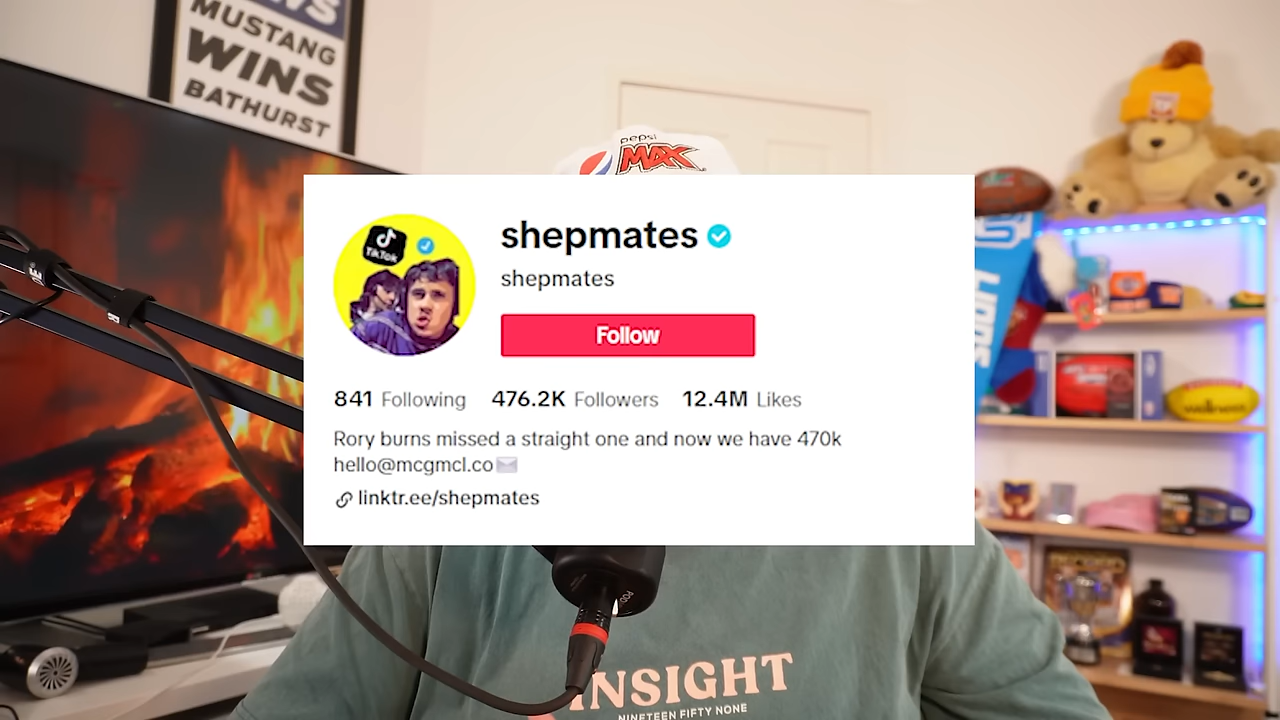 MUSTANG
WINS
BATHURST
pepsi
MAX
TikTok
shepmates
shepmates
Follow
841 Following 476.2K Followers 12.4M Likes
Rory burns missed a straight one and now we have 470k
hello@mcgmcl.co
linktr.ee/shepmates
INSIGHT
NINETEEN FIFTY NONE